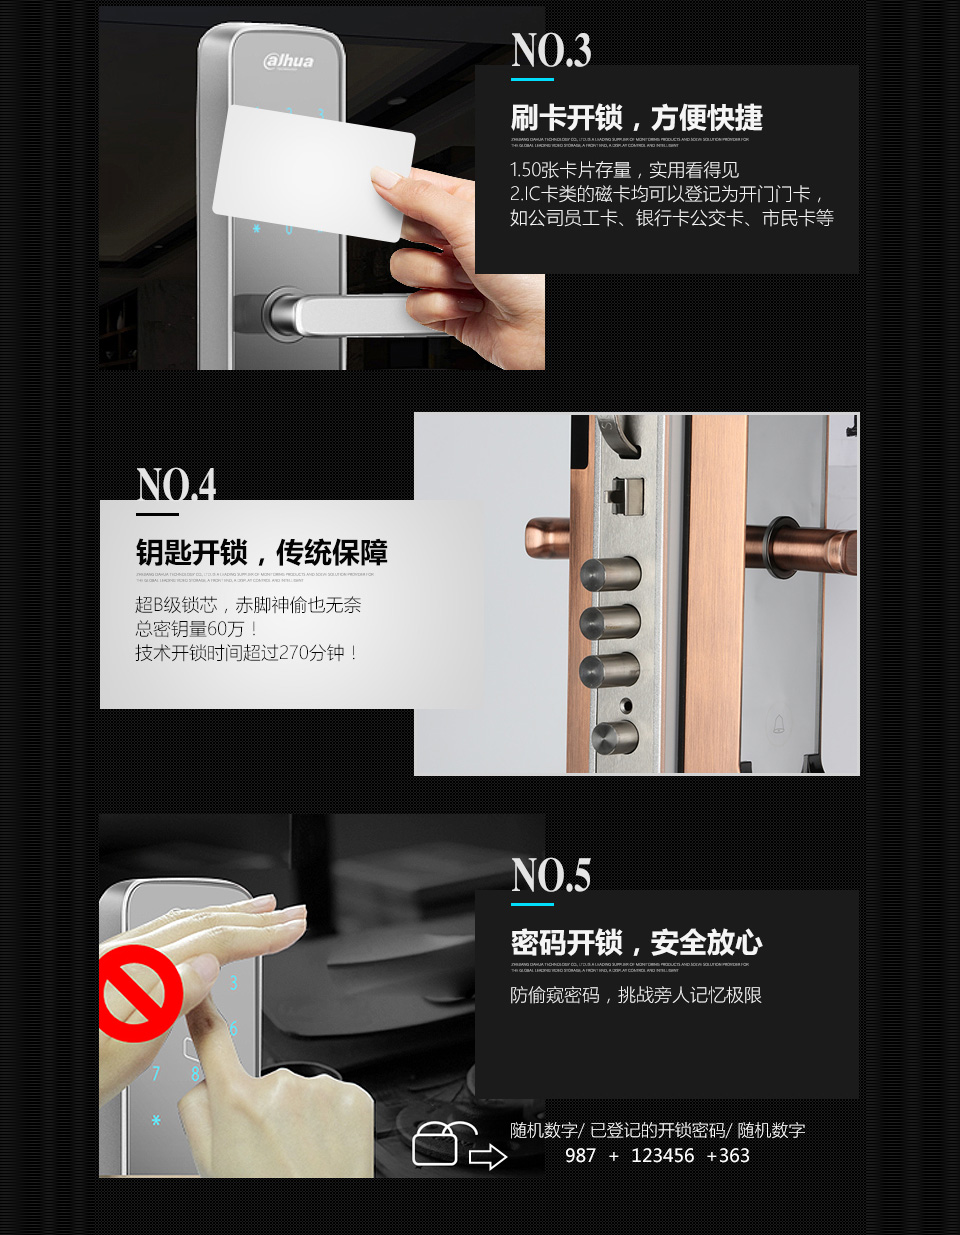 alhua
NO.3
刷卡开锁，方便快捷
1.50张卡片存量，实用看得见
2.IC卡类的磁卡均可以登记为开门门卡，
如公司员工卡、银行卡公交卡、市民卡等
* 0
NO.4
钥匙开锁，传统保障
超B级锁芯，赤脚神偷也无奈
总密钥量60万！
技术开锁时间超过270分钟！
NO.5
密码开锁，安全放心
防偷窥密码，挑战旁人记忆极限
3
6
7 8
*
随机数字/ 已登记的开锁密码/ 随机数字
987 + 123456 +363